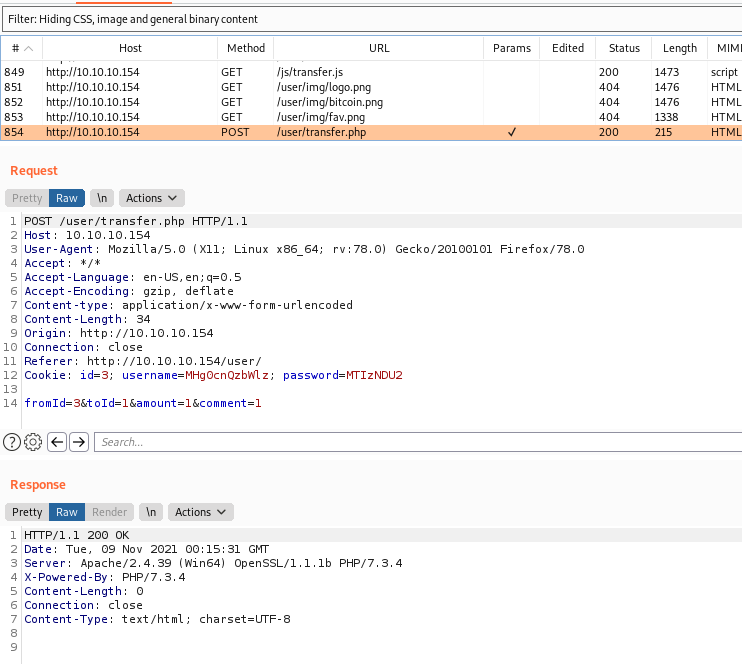 Filter: Hiding CSS, image and general binary content
# Host Method URL Params Edited Status Length MIM
849 http://10.10.10.154 GET /js/transfer.js 200 1473 script
851 http://10.10.10.154 GET /user/img/logo.png 404 1476 HTML
852 http://10.10.10.154 GET /user/img/bitcoin.png 404 1476 HTML
853 http://10.10.10.154 GET /user/img/fav.png 404 1338 HTML
854 http://10.10.10.154 POST /user/transfer.php ✓ 200 215 HTML
Request
Pretty Raw \n Actions
1 POST /user/transfer.php HTTP/1.1
2 Host: 10.10.10.154
3 User-Agent: Mozilla/5.0 (X11; Linux x86_64; rv:78.0) Gecko/20100101 Firefox/78.0
4 Accept: */*
5 Accept-Language: en-US,en;q=0.5
6 Accept-Encoding: gzip, deflate
7 Content-type: application/x-www-form-urlencoded
8 Content-Length: 34
9 Origin: http://10.10.10.154
10 Connection: close
11 Referer: http://10.10.10.154/user/
12 Cookie: id=3; username=MHg0cnQzbWlz; password=MTIzNDU2
13
14 fromId=3&toId=1&amount=1&comment=1
? Search...
Response
Pretty Raw Render \n Actions
1 HTTP/1.1 200 OK
2 Date: Tue, 09 Nov 2021 00:15:31 GMT
3 Server: Apache/2.4.39 (Win64) OpenSSL/1.1.1b PHP/7.3.4
4 X-Powered-By: PHP/7.3.4
5 Content-Length: 0
6 Connection: close
7 Content-Type: text/html; charset=UTF-8
8
9